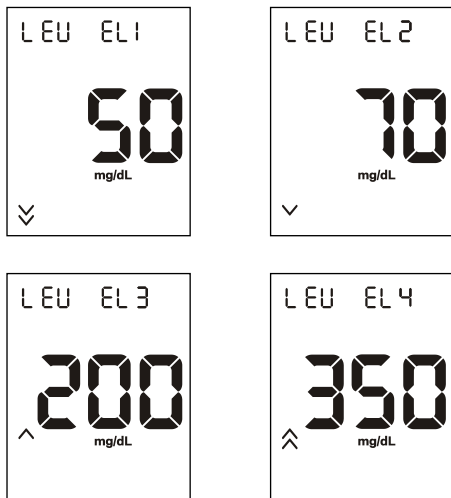 LEU EL1
50
mg/dL
LEU EL2
70
mg/dL
LEU EL3
200
mg/dL
LEU EL4
350
mg/dL